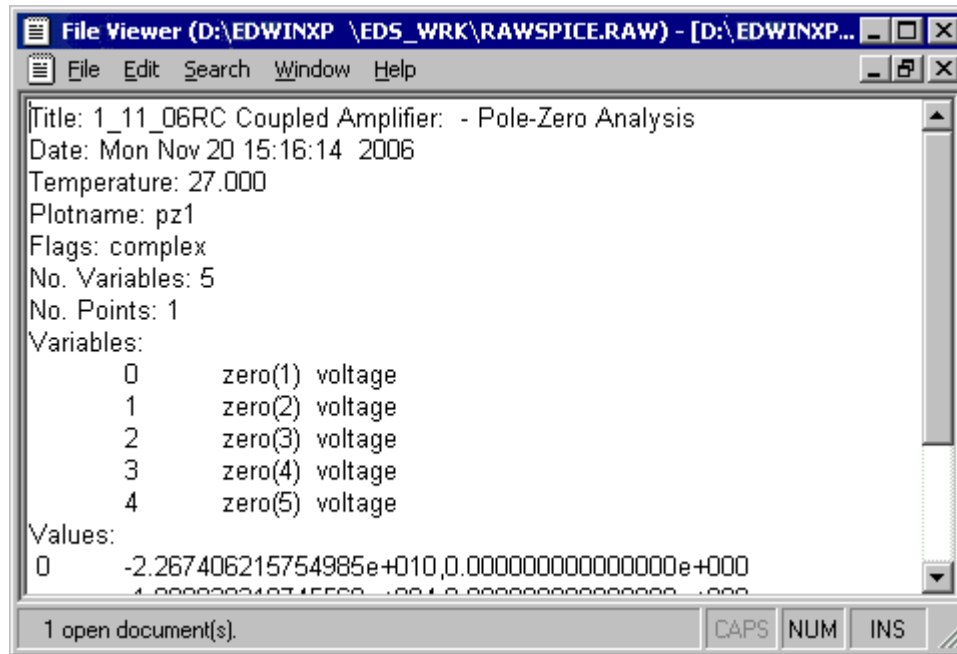 File Viewer (D:\EDWINXP \EDS_WRK\RAWSPICE.RAW) - [D:\EDWINXP...
File Edit Search Window Help
Title: 1_11_06RC Coupled Amplifier: - Pole-Zero Analysis
Date: Mon Nov 20 15:16:14 2006
Temperature: 27.000
Plotname: pz1
Flags: complex
No. Variables: 5
No. Points: 1
Variables:
0 zero(1) voltage
1 zero(2) voltage
2 zero(3) voltage
3 zero(4) voltage
4 zero(5) voltage
Values:
0 -2.267406215754985e+010,0.000000000000000e+000
1 open document(s). CAPS NUM INS